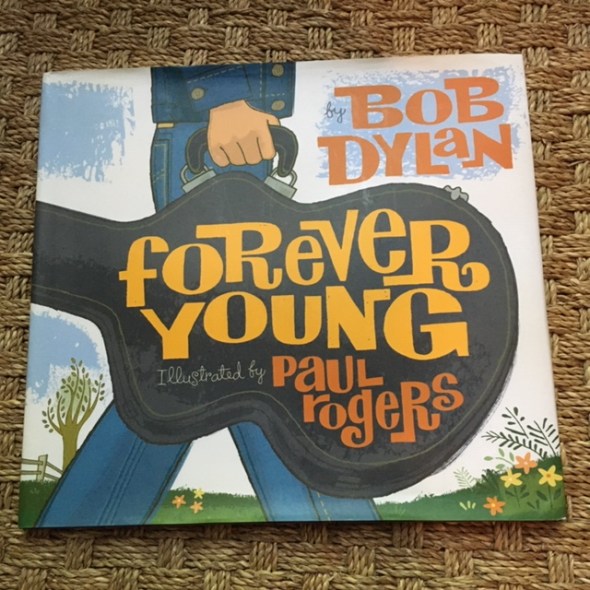 by BOB
DYLAN
FOREVER
YOUNG
Illustrated by PAUL
rogeRs